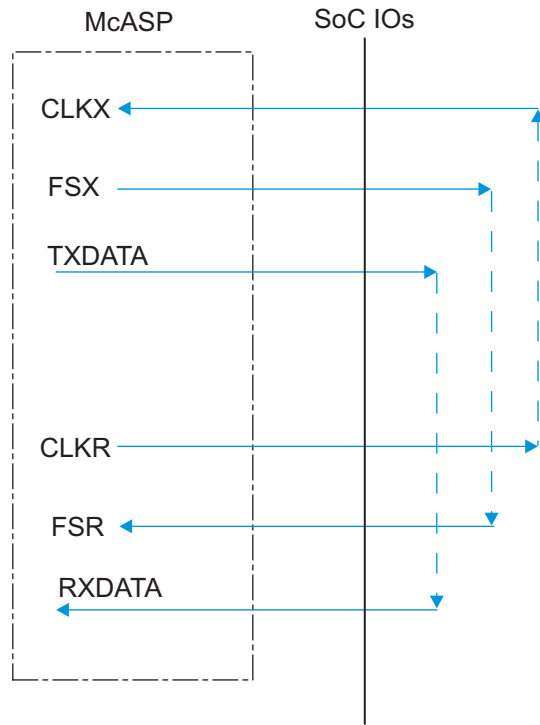 McASP
SoC IOs
CLKX
FSX
TXDATA
CLKR
FSR
RXDATA